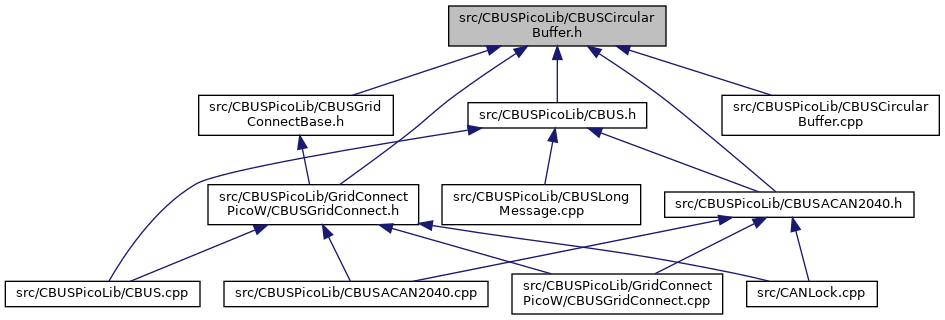 src/CBUSPicoLib/CBUSCircular
Buffer.h
src/CBUSPicoLib/CBUSGrid
ConnectBase.h
src/CBUSPicoLib/CBUS.h
src/CBUSPicoLib/CBUSCircular
Buffer.cpp
src/CBUSPicoLib/GridConnect
PicoW/CBUSGridConnect.h
src/CBUSPicoLib/CBUSLong
Message.cpp
src/CBUSPicoLib/CBUSACAN2040.h
src/CBUSPicoLib/CBUS.cpp
src/CBUSPicoLib/CBUSACAN2040.cpp
src/CBUSPicoLib/GridConnect
PicoW/CBUSGridConnect.cpp
src/CANLock.cpp